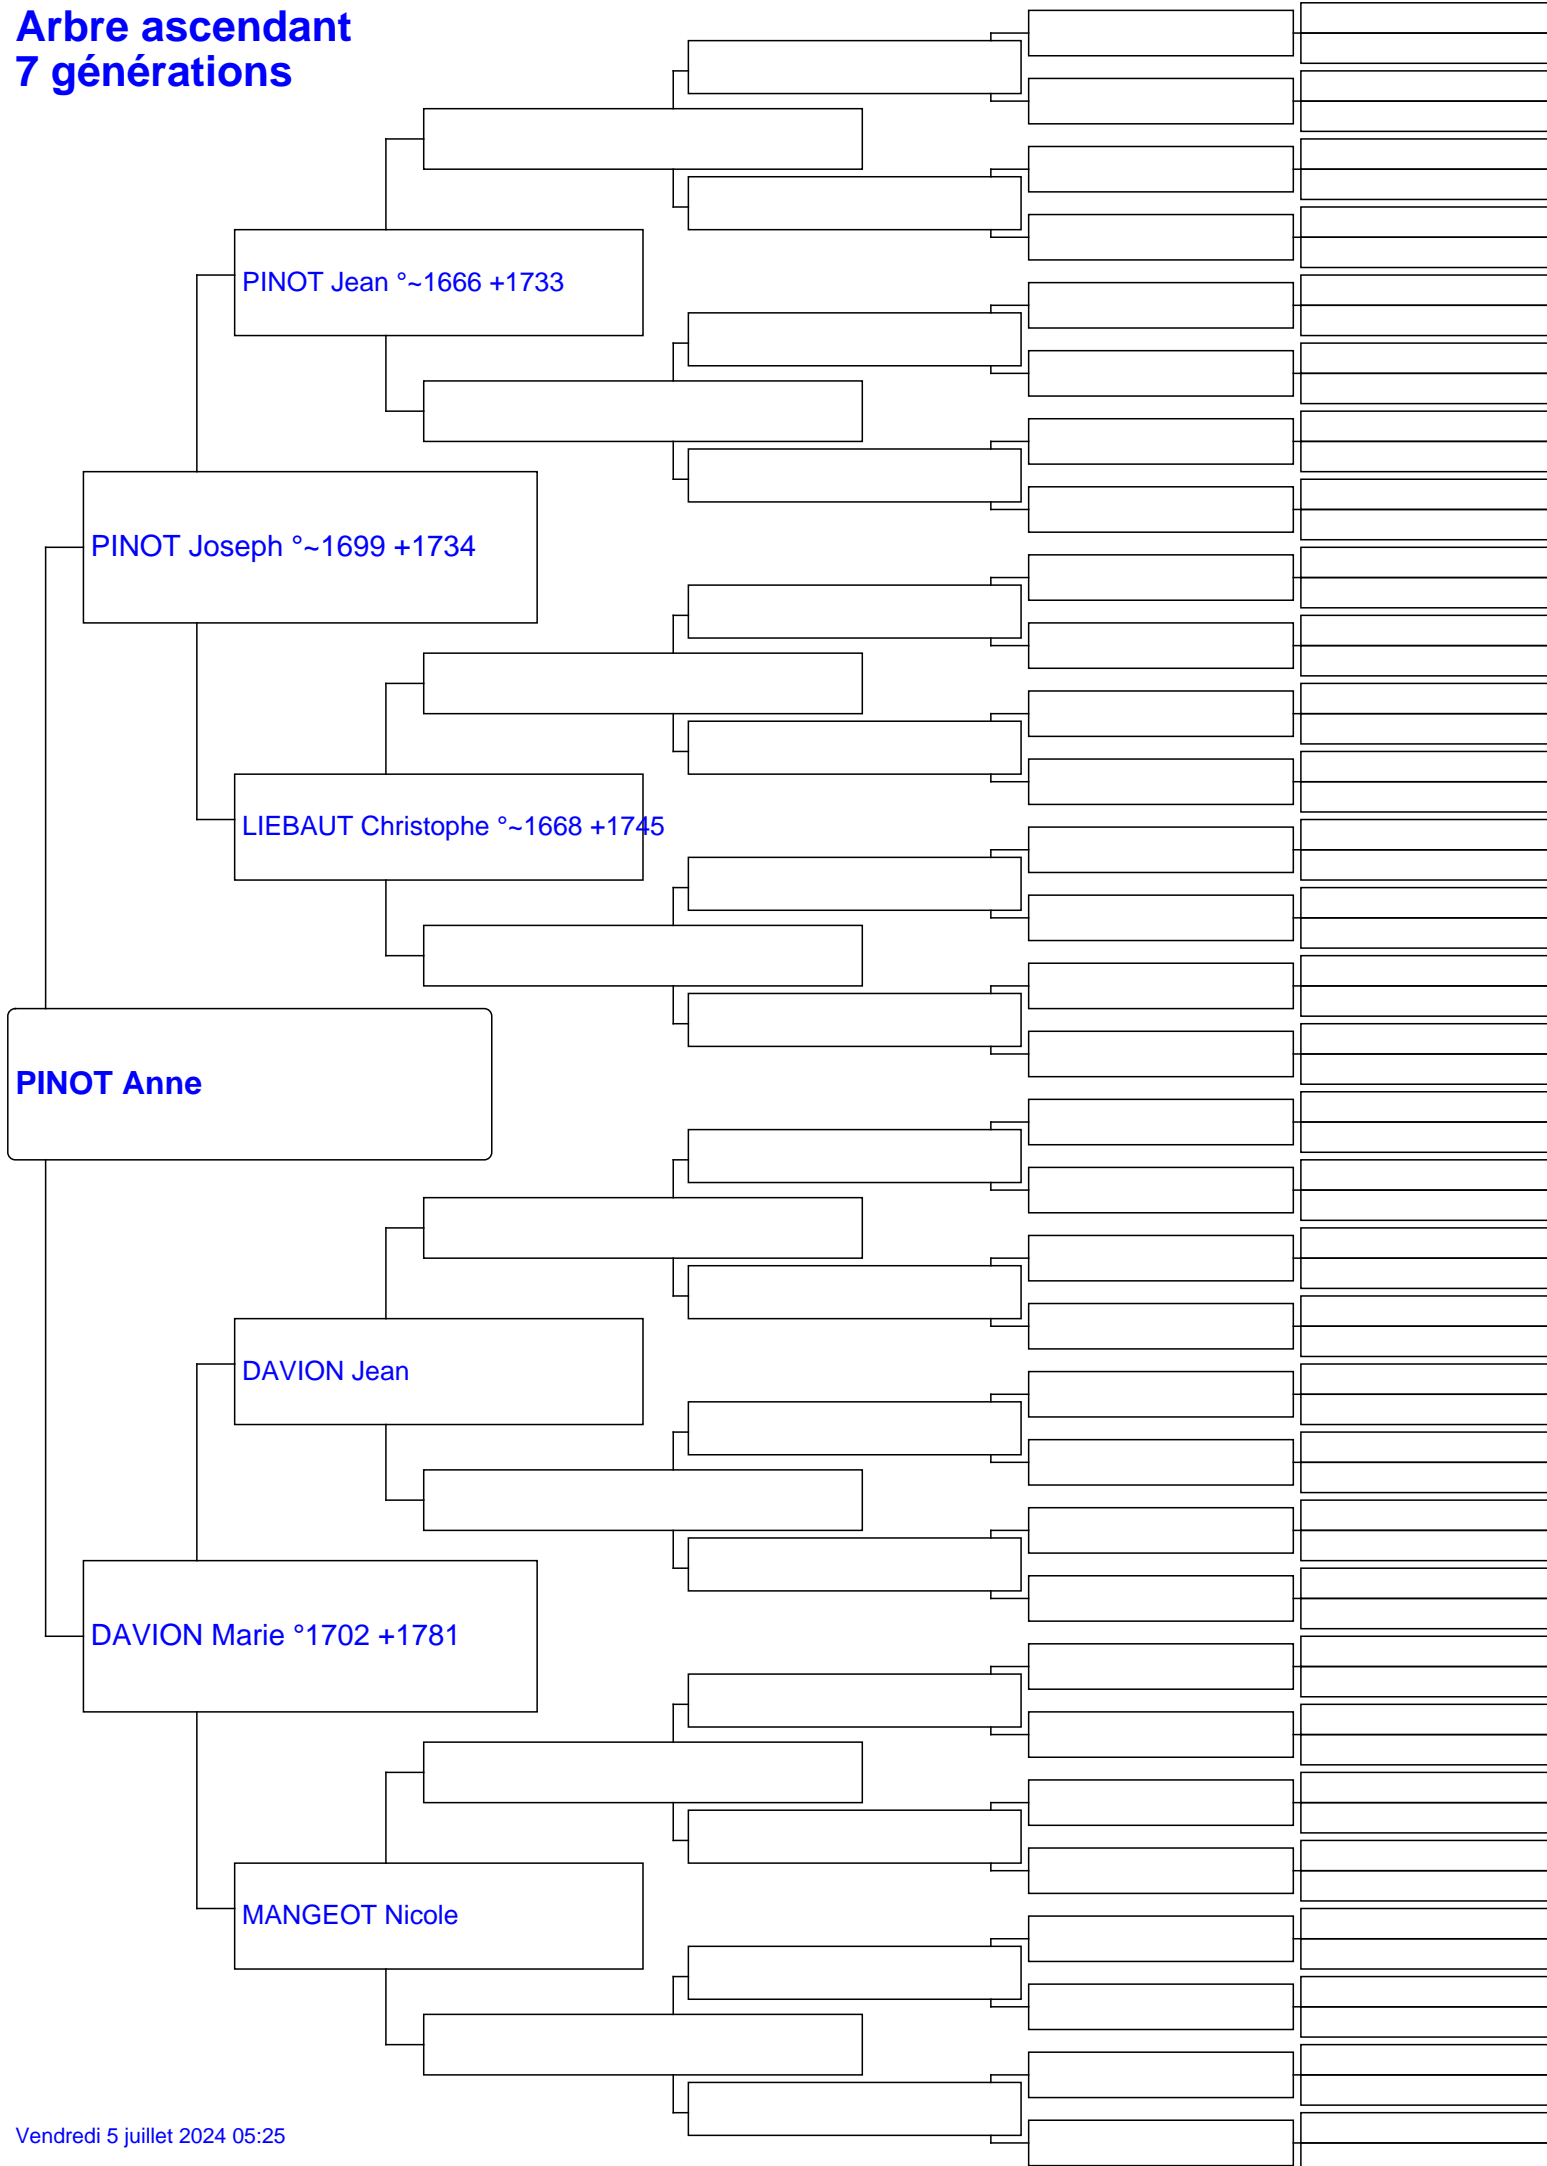 Arbre ascendant
7 générations
PINOT Jean °~1666 +1733
PINOT Joseph °~1699 +1734
LIEBAUT Christophe °~1668 +1745
PINOT Anne
DAVION Jean
DAVION Marie °1702 +1781
MANGEOT Nicole
Vendredi 5 juillet 2024 05:25